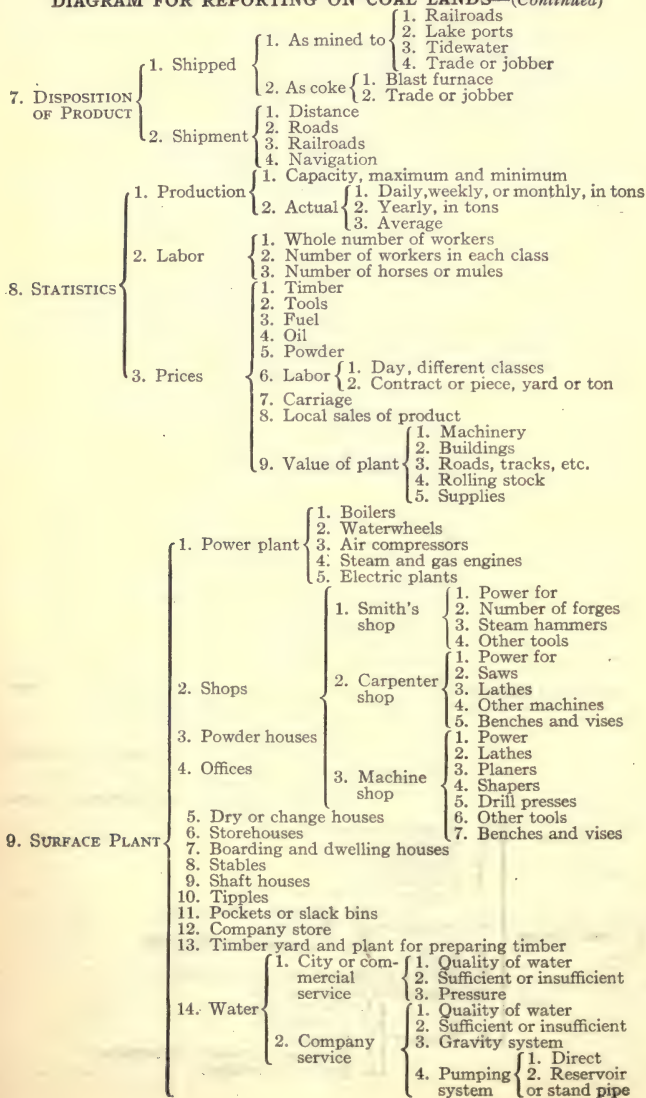 DIAGRAM FOR REPORTING ON COAL LANDS—(Continued)
7. DISPOSITION OF PRODUCT
1. Shipped
1. As mined to
1. Railroads
2. Lake ports
3. Tidewater
4. Trade or jobber
2. As coke
1. Blast furnace
2. Trade or jobber
2. Shipment
1. Distance
2. Roads
3. Railroads
4. Navigation
8. STATISTICS
1. Production
1. Capacity, maximum and minimum
2. Actual
1. Daily,weekly, or monthly, in tons
2. Yearly, in tons
3. Average
2. Labor
1. Whole number of workers
2. Number of workers in each class
3. Number of horses or mules
3. Prices
1. Timber
2. Tools
3. Fuel
4. Oil
5. Powder
6. Labor
1. Day, different classes
2. Contract or piece, yard or ton
7. Carriage
8. Local sales of product
9. Value of plant
1. Machinery
2. Buildings
3. Roads, tracks, etc.
4. Rolling stock
5. Supplies
9. SURFACE PLANT
1. Power plant
1. Boilers
2. Waterwheels
3. Air compressors
4. Steam and gas engines
5. Electric plants
2. Shops
1. Smith's
shop
1. Power for
2. Number of forges
3. Steam hammers
4. Other tools
2. Carpenter
shop
1. Power for
2. Saws
3. Lathes
4. Other machines
5. Benches and vises
3. Machine
shop
1. Power
2. Lathes
3. Planers
4. Shapers
5. Drill presses
6. Other tools
7. Benches and vises
3. Powder houses
4. Offices
5. Dry or change houses
6. Storehouses
7. Boarding and dwelling houses
8. Stables
9. Shaft houses
10. Tipples
11. Pockets or slack bins
12. Company store
13. Timber yard and plant for preparing timber
14. Water
1. City or com-
mercial
service
1. Quality of water
2. Sufficient or insufficient
3. Pressure
2. Company
service
1. Quality of water
2. Sufficient or insufficient
3. Gravity system
4. Pumping
system
1. Direct
2. Reservoir
or stand pipe